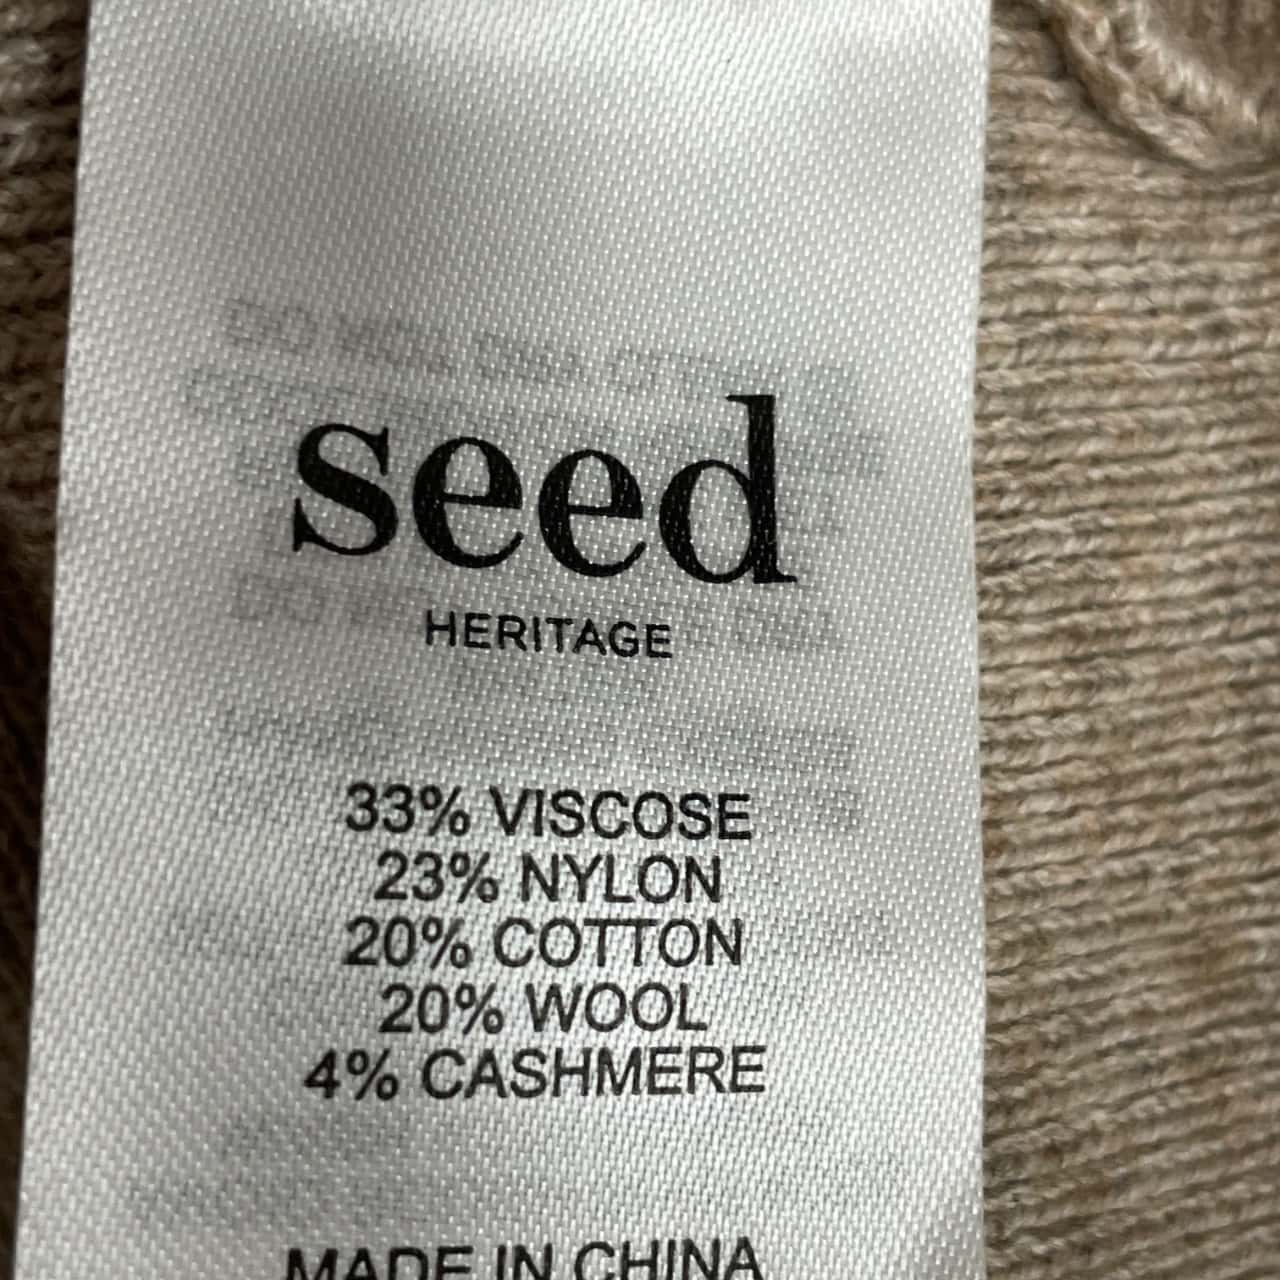 seed
HERITAGE
33% VISCOSE
23% NYLON
20% COTTON
20% WOOL
4% CASHMERE
MADE IN CHINA